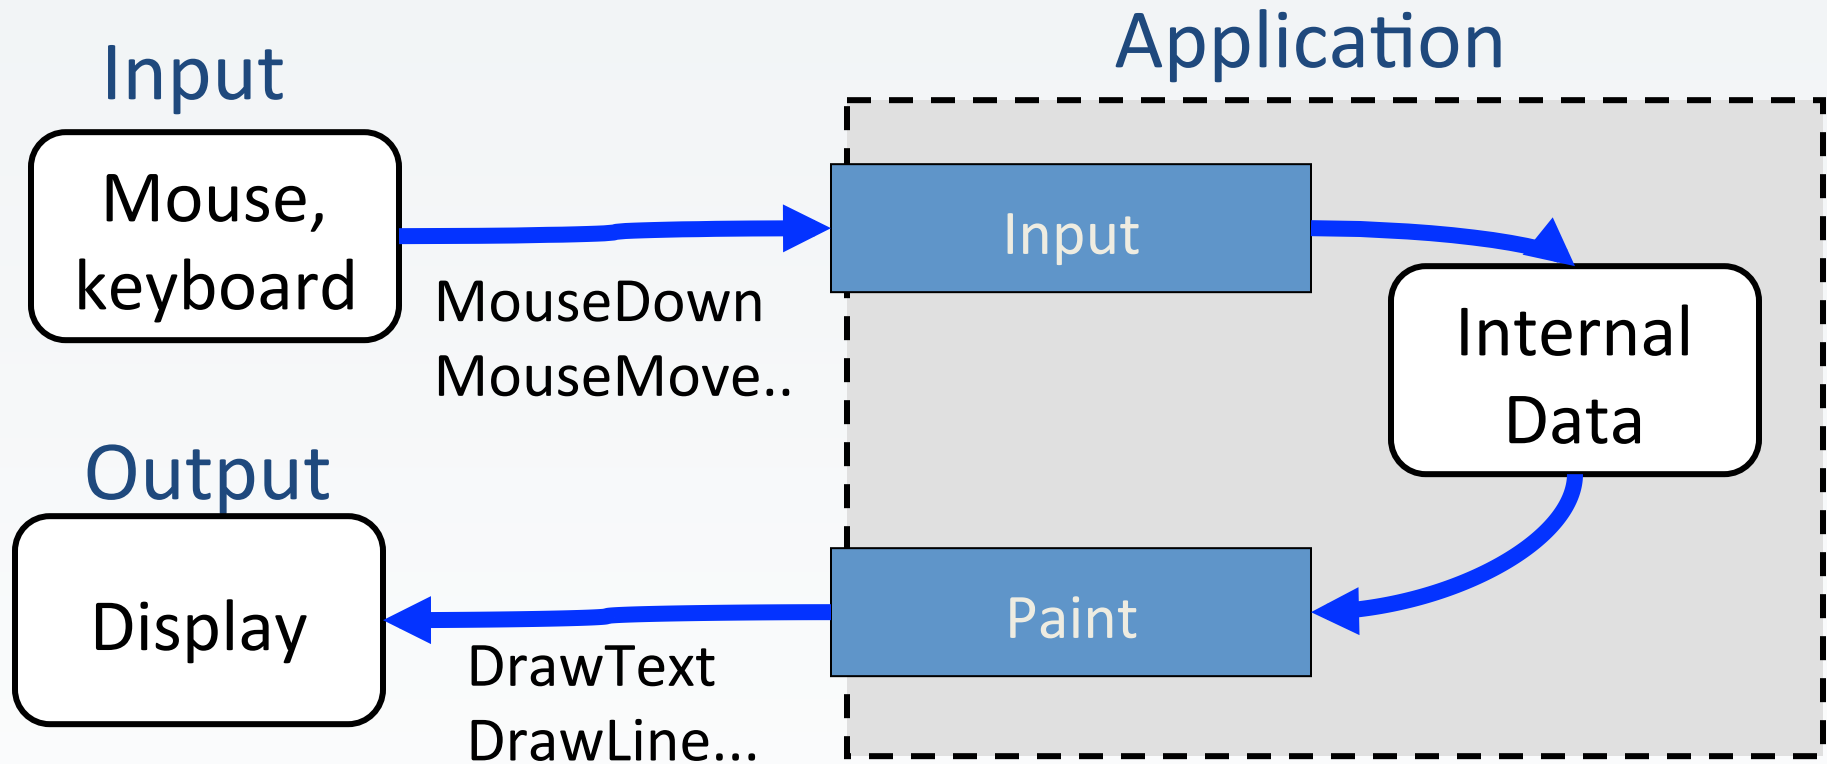 Input
Mouse,
keyboard
MouseDown
MouseMove..
Output
Display
DrawText
DrawLine...
Application
Input
Internal
Data
Paint